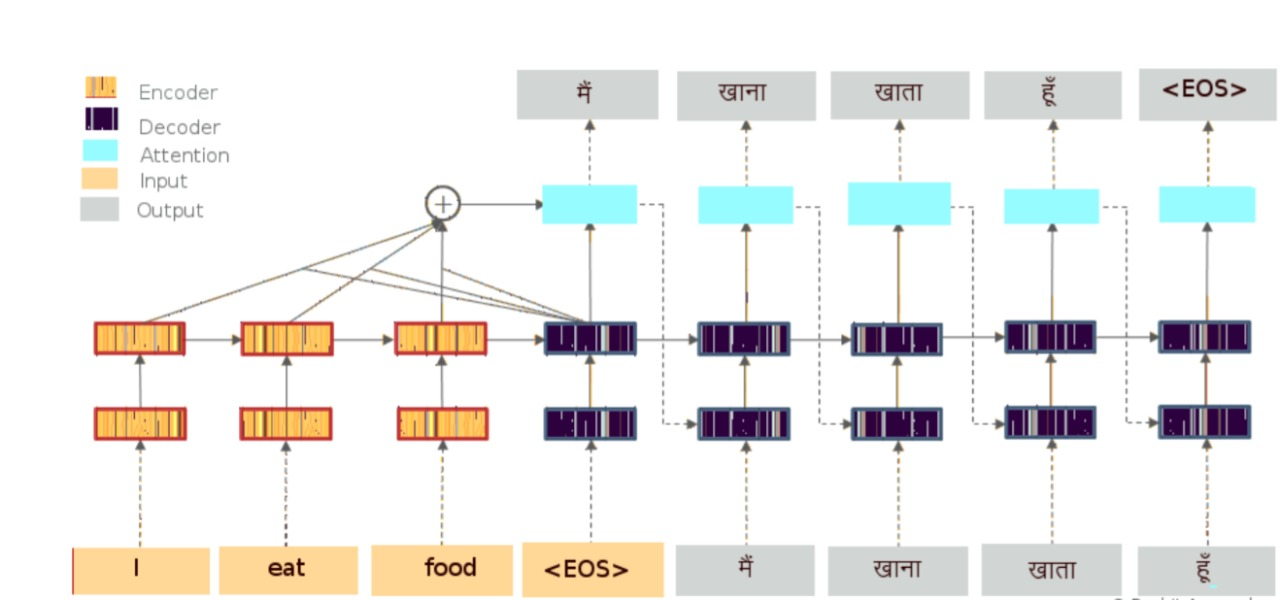 Encoder
Decoder
Attention
Input
Output
मैं खाना खाता हूँ <EOS>
+
I eat food <EOS> मैं खाना खाता हूँ